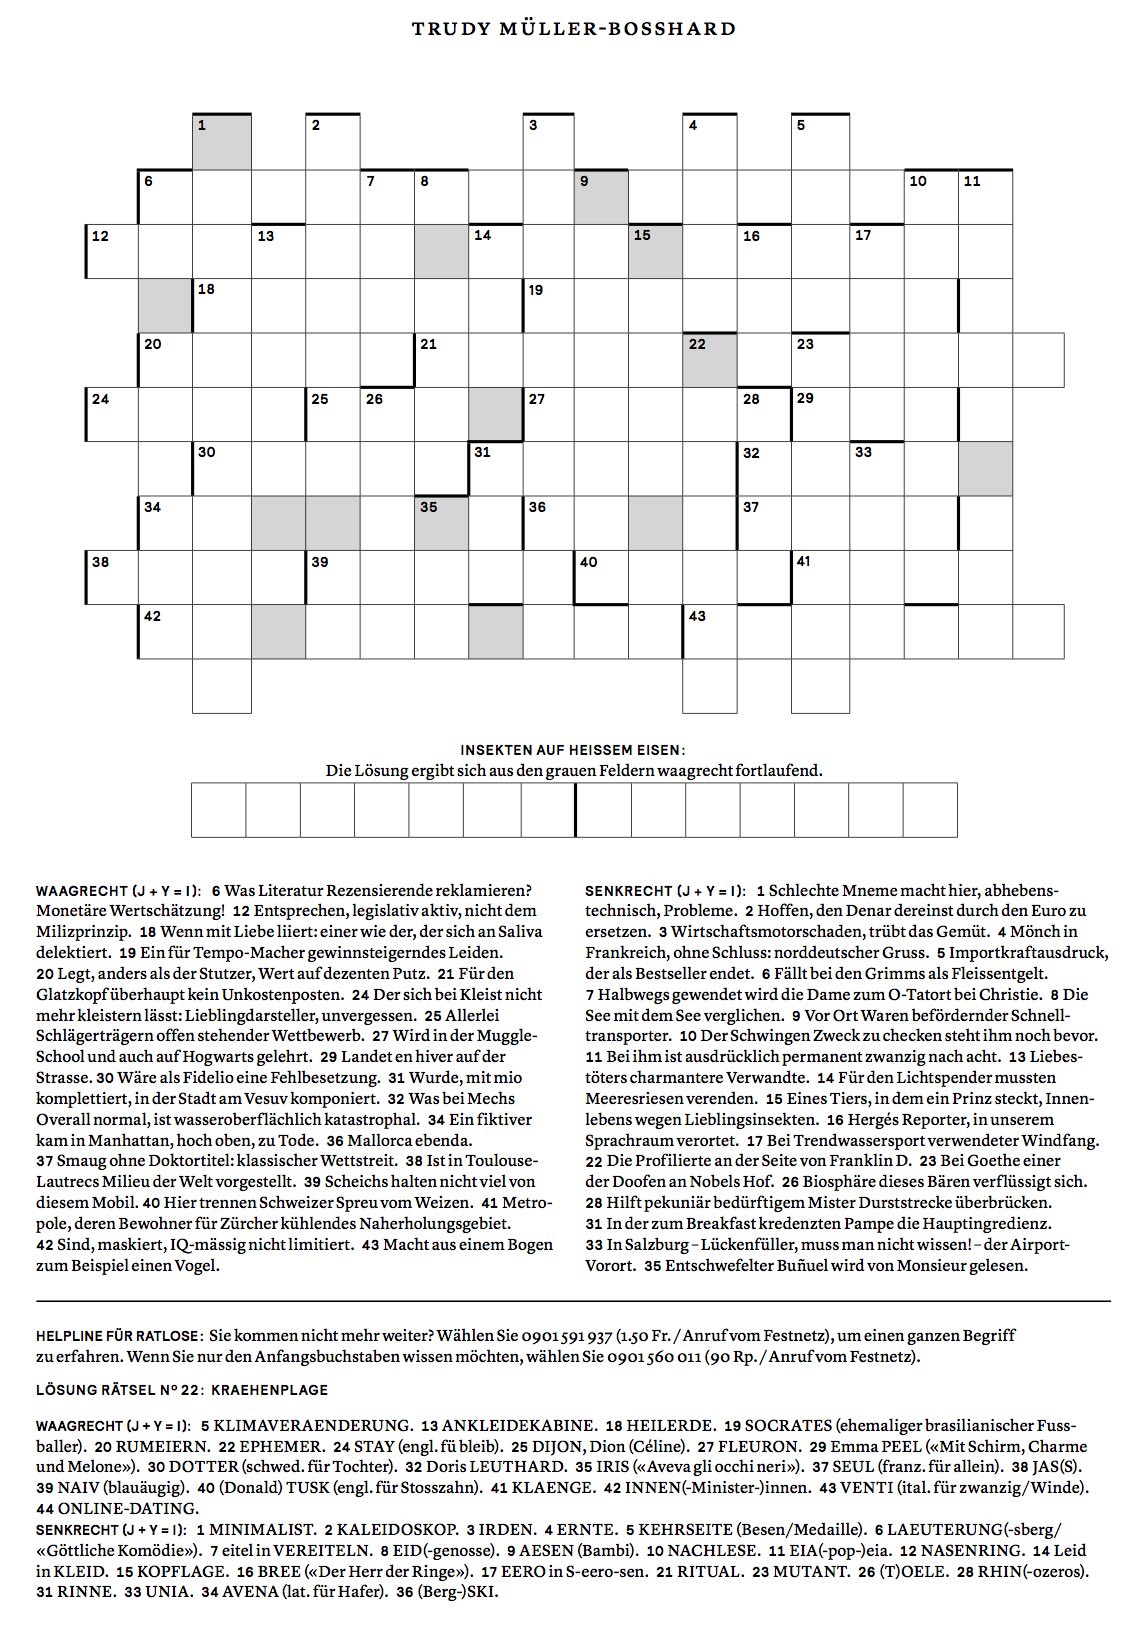 TRUDY MÜLLER-BOSSHARD
1 2 3 4 5
6 7 8 9 10 11
12 13 14 15 16 17
18 19
20 21 22 23
24 25 26 27 28 29
30 31 32 33
34 35 36 37
38 39 40 41
42 43
INSEKTEN AUF HEISSEM EISEN:
Die Lösung ergibt sich aus den grauen Feldern waagrecht fortlaufend.
WAAGRECHT (J + Y = I): 6 Was Literatur Rezensierende reklamieren?
Monetäre Wertschätzung! 12 Entsprechen, legislativ aktiv, nicht dem
Milizprinzip. 18 Wenn mit Liebe liiert: einer wie der, der sich an Saliva
delektiert. 19 Ein für Tempo-Macher gewinnsteigerndes Leiden.
20 Legt, anders als der Stutzer, Wert auf dezenten Putz. 21 Für den
Glatzkopf überhaupt kein Unkostenposten. 24 Der sich bei Kleist nicht
mehr kleistern lässt: Lieblingdarsteller, unvergessen. 25 Allerlei
Schlägerträgern offen stehender Wettbewerb. 27 Wird in der Muggle-
School und auch auf Hogwarts gelehrt. 29 Landet en hiver auf der
Strasse. 30 Wäre als Fidelio eine Fehlbesetzung. 31 Wurde, mit mio
komplettiert, in der Stadt am Vesuv komponiert. 32 Was bei Mechs
Overall normal, ist wasseroberflächlich katastrophal. 34 Ein fiktiver
kam in Manhattan, hoch oben, zu Tode. 36 Mallorca ebenda.
37 Smaug ohne Doktortitel: klassischer Wettstreit. 38 Ist in Toulouse-
Lautrecs Milieu der Welt vorgestellt. 39 Scheichs halten nicht viel von
diesem Mobil. 40 Hier trennen Schweizer Spreu vom Weizen. 41 Metro-
pole, deren Bewohner für Zürcher kühlendes Naherholungsgebiet.
42 Sind, maskiert, IQ-mässig nicht limitiert. 43 Macht aus einem Bogen
zum Beispiel einen Vogel.
SENKRECHT (J + Y = I): 1 Schlechte Mneme macht hier, abhebens-
technisch, Probleme. 2 Hoffen, den Denar dereinst durch den Euro zu
ersetzen. 3 Wirtschaftsmotorschaden, trübt das Gemüt. 4 Mönch in
Frankreich, ohne Schluss: norddeutscher Gruss. 5 Importkraftausdruck,
der als Bestseller endet. 6 Fällt bei den Grimms als Fleissentgelt.
7 Halbwegs gewendet wird die Dame zum O-Tatort bei Christie. 8 Die
See mit dem See verglichen. 9 Vor Ort Waren befördernder Schnell-
transporter. 10 Der Schwingen Zweck zu checken steht ihm noch bevor.
11 Bei ihm ist ausdrücklich permanent zwanzig nach acht. 13 Liebes-
töters charmantere Verwandte. 14 Für den Lichtspender mussten
Meeresriesen verenden. 15 Eines Tiers, in dem ein Prinz steckt, Innen-
lebens wegen Lieblingsinsekten. 16 Hergés Reporter, in unserem
Sprachraum verortet. 17 Bei Trendwassersport verwendeter Windfang.
22 Die Profilierte an der Seite von Franklin D. 23 Bei Goethe einer
der Doofen an Nobels Hof. 26 Biosphäre dieses Bären verflüssigt sich.
28 Hilft pekuniär bedürftigem Mister Durststrecke überbrücken.
31 In der zum Breakfast kredenzten Pampe die Hauptingredienz.
33 In Salzburg – Lückenfüller, muss man nicht wissen! – der Airport-
Vorort. 35 Entschwefelter Buñuel wird von Monsieur gelesen.
HELPLINE FÜR RATLOSE: Sie kommen nicht mehr weiter? Wählen Sie 0901 591 937 (1.50 Fr. / Anruf vom Festnetz), um einen ganzen Begriff
zu erfahren. Wenn Sie nur den Anfangsbuchstaben wissen möchten, wählen Sie 0901 560 011 (90 Rp. / Anruf vom Festnetz).
LÖSUNG RÄTSEL Nº 22: KRAEHENPLAGE
WAAGRECHT (J + Y = I): 5 KLIMAVERAENDERUNG. 13 ANKLEIDEKABINE. 18 HEILERDE. 19 SOCRATES (ehemaliger brasilianischer Fuss-
baller). 20 RUMEIERN. 22 EPHEMER. 24 STAY (engl. fü bleib). 25 DIJON, Dion (Céline). 27 FLEURON. 29 Emma PEEL («Mit Schirm, Charme
und Melone»). 30 DOTTER (schwed. für Tochter). 32 Doris LEUTHARD. 35 IRIS («Aveva gli occhi neri»). 37 SEUL (franz. für allein). 38 JAS(S).
39 NAIV (blauäugig). 40 (Donald) TUSK (engl. für Stosszahn). 41 KLAENGE. 42 INNEN(-Minister-)innen. 43 VENTI (ital. für zwanzig/Winde).
44 ONLINE-DATING.
SENKRECHT (J + Y = I): 1 MINIMALIST. 2 KALEIDOSKOP. 3 IRDEN. 4 ERNTE. 5 KEHRSEITE (Besen/Medaille). 6 LAEUTERUNG(-sberg/
«Göttliche Komödie»). 7 eitel in VEREITELN. 8 EID(-genosse). 9 AESEN (Bambi). 10 NACHLESE. 11 EIA(-pop-)eia. 12 NASENRING. 14 Leid
in KLEID. 15 KOPFLAGE. 16 BREE («Der Herr der Ringe»). 17 EERO in S-eero-sen. 21 RITUAL. 23 MUTANT. 26 (T)OELE. 28 RHIN(-ozeros).
31 RINNE. 33 UNIA. 34 AVENA (lat. für Hafer). 36 (Berg-)SKI.